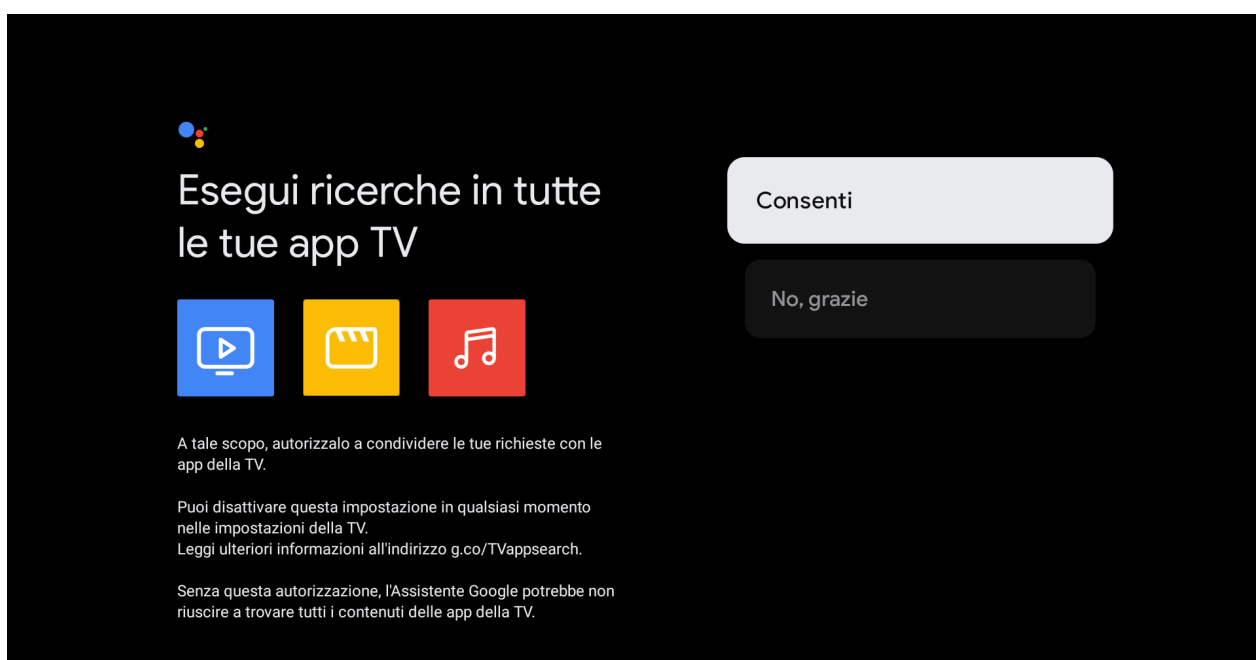 Esegui ricerche in tutte
le tue app TV
A tale scopo, autorizzalo a condividere le tue richieste con le
app della TV.
Puoi disattivare questa impostazione in qualsiasi momento
nelle impostazioni della TV.
Leggi ulteriori informazioni all'indirizzo g.co/TVappsearch.
Senza questa autorizzazione, l'Assistente Google potrebbe non
riuscire a trovare tutti i contenuti delle app della TV.
Consenti
No, grazie